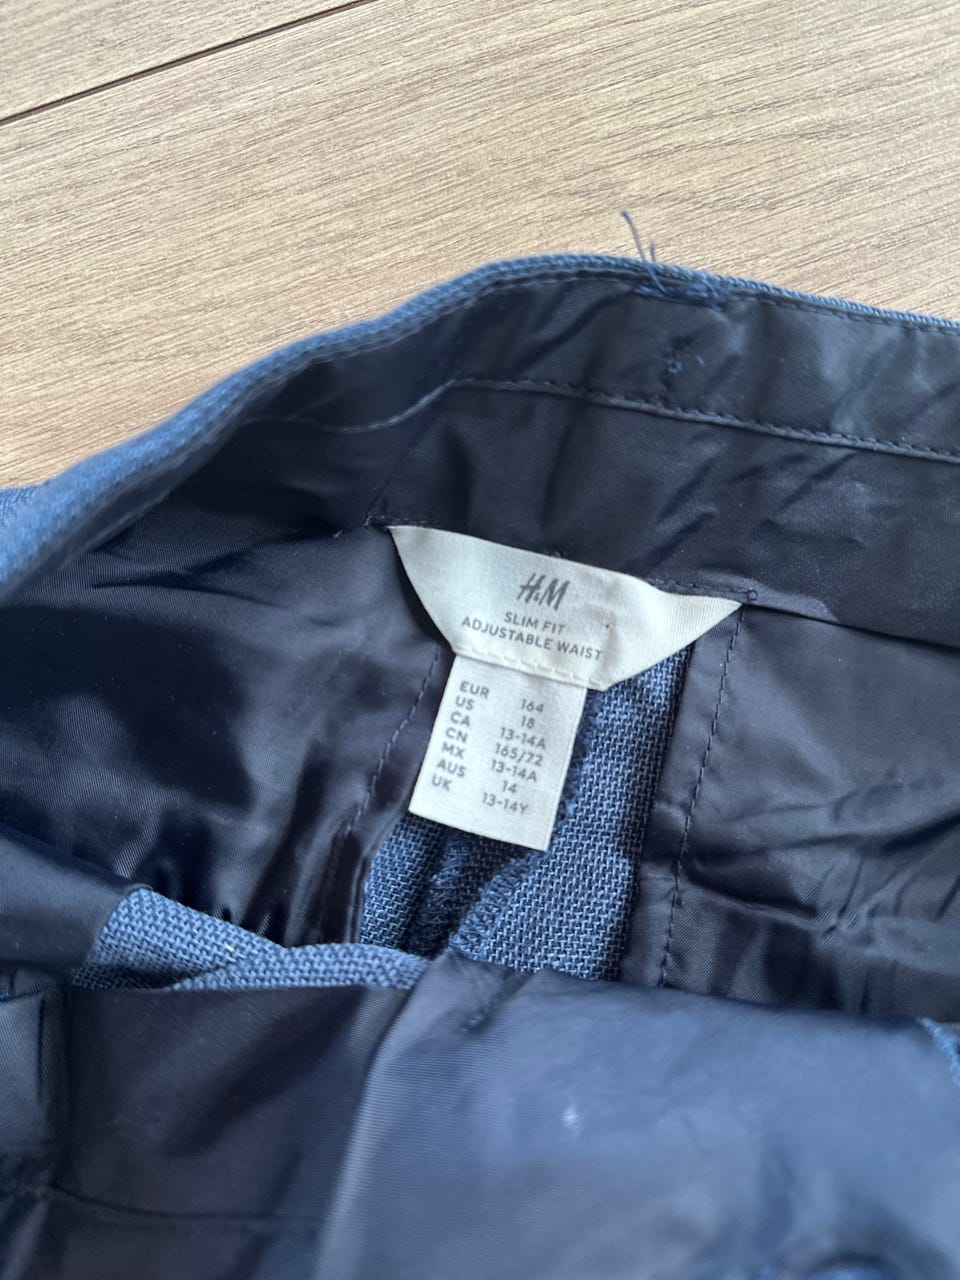 H&M
SLIM FIT
ADJUSTABLE WAIST
EUR 164
US 18
CA 13-14A
CN 165/72
MX 13-14A
AUS 14
UK 13-14Y